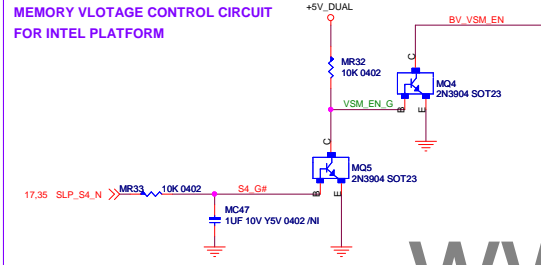 MEMORY VLOTAGE CONTROL CIRCUIT
FOR INTEL PLATFORM
+5V_DUAL
BV_VSM_EN
MR32
10K 0402
C
MQ4
2N3904 SOT23
VSM_EN_G
B
E
C
MQ5
2N3904 SOT23
17,35 SLP_S4_N
MR33
10K 0402
S4_G#
B
E
MC47
1UF 10V Y5V 0402 /NI